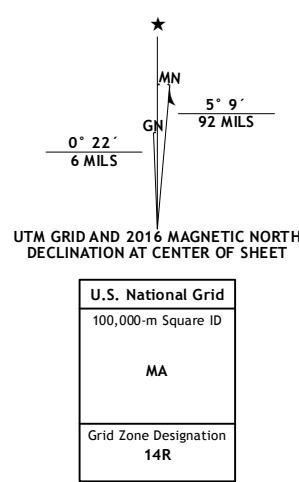 MN
GN
5° 9´
92 MILS
0° 22´
6 MILS
UTM GRID AND 2016 MAGNETIC NORTH
DECLINATION AT CENTER OF SHEET
U.S. National Grid
100,000-m Square ID
MA
Grid Zone Designation
14R